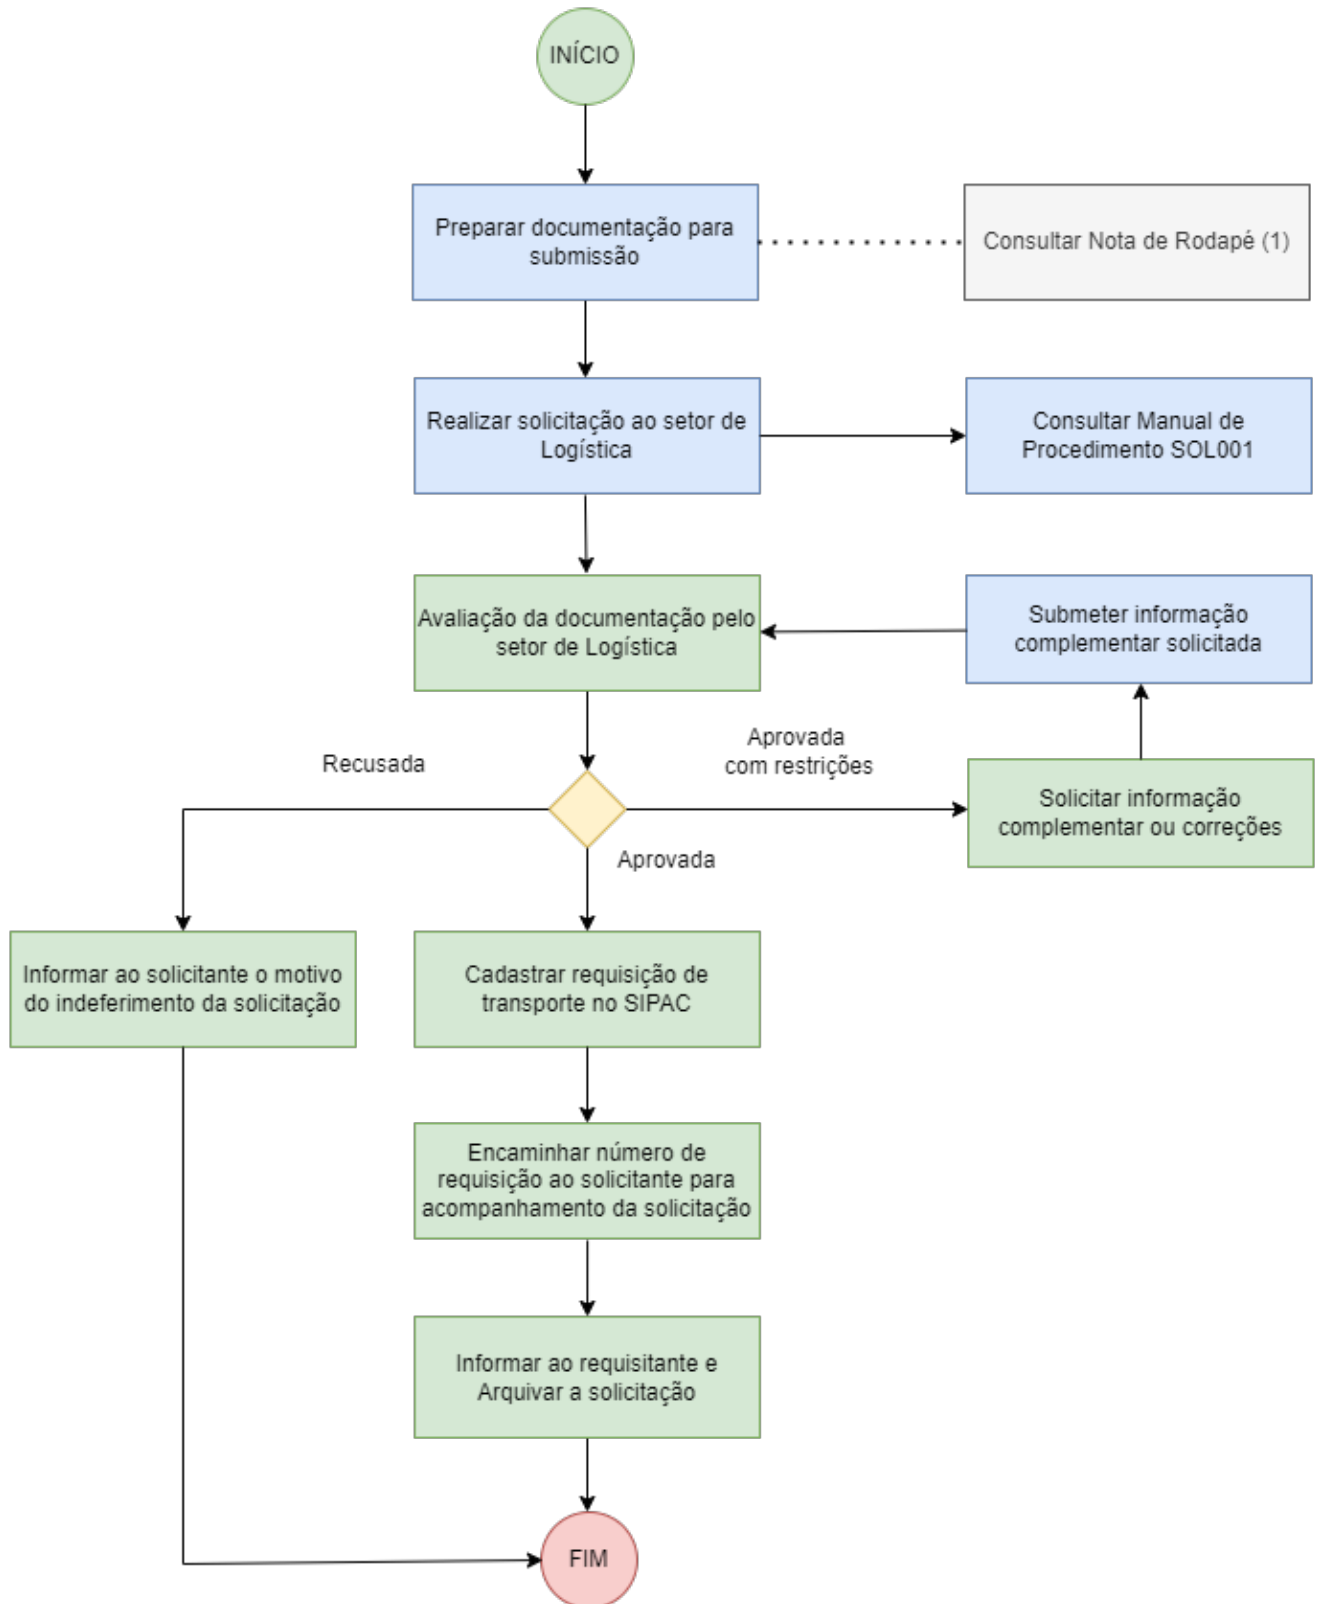 INÍCIO
Preparar documentação para
submissão
Consultar Nota de Rodapé (1)
Realizar solicitação ao setor de
Logística
Consultar Manual de
Procedimento SOL001
Avaliação da documentação pelo
setor de Logística
Submeter informação
complementar solicitada
Recusada
Aprovada
com restrições
Solicitar informação
complementar ou correções
Aprovada
Informar ao solicitante o motivo
do indeferimento da solicitação
Cadastrar requisição de
transporte no SIPAC
Encaminhar número de
requisição ao solicitante para
acompanhamento da solicitação
Informar ao requisitante e
Arquivar a solicitação
FIM